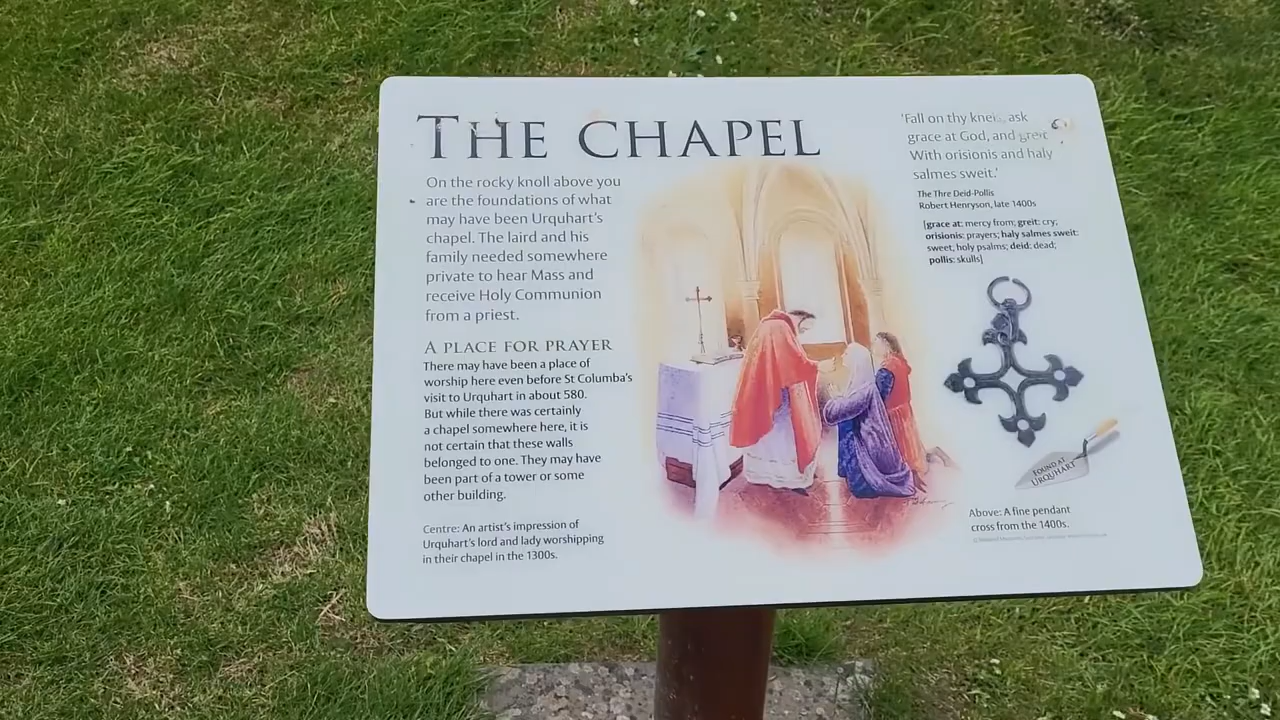 THE CHAPEL
On the rocky knoll above you
are the foundations of what
may have been Urquhart's
chapel. The laird and his
family needed somewhere
private to hear Mass and
receive Holy Communion
from a priest.
A PLACE FOR PRAYER
There may have been a place of
worship here even before St Columba's
visit to Urquhart in about 580.
But while there was certainly
a chapel somewhere here, it is
not certain that these walls
belonged to one. They may have
been part of a tower or some
other building.
Centre: An artist's impression of
Urquhart's lord and lady worshipping
in their chapel in the 1300s.
'Fall on thy ask
grace at God, and greit
With orisionis and haly
salmes sweit.'
The Thre Deid-Pollis
Robert Henryson, late 1400s
[grace at: mercy from; greit: cry;
orisionis: prayers; haly salmes sweit:
sweet, holy psalms; deid: dead;
pollis: skulls]
FOUND AT
URQUHART
Above: A fine pendant
cross from the 1400s.